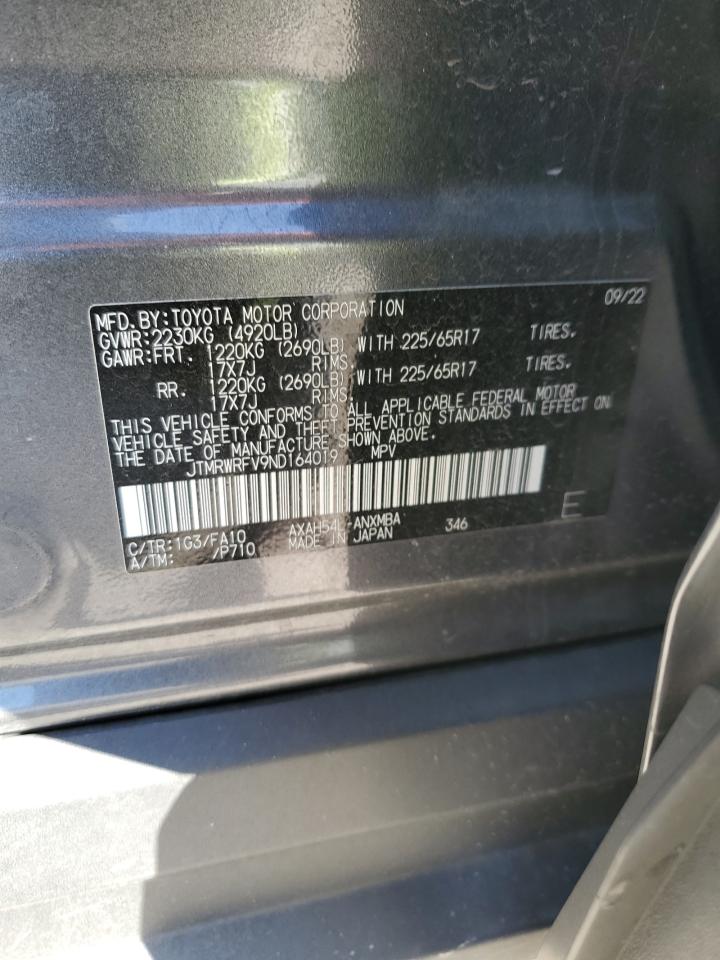 MFD.BY:TOYOTA MOTOR CORPORATION 09/22
GVWR:2230KG (4920LB)
GAWR:FRT. 1220KG (2690LB) WITH 225/65R17 TIRES.
17X7J RIMS.
RR. 1220KG (2690LB) WITH 225/65R17 TIRES.
17X7J RIMS.
THIS VEHICLE CONFORMS TO ALL APPLICABLE FEDERAL MOTOR
VEHICLE SAFETY AND THEFT PREVENTION STANDARDS IN EFFECT ON
THE DATE OF MANUFACTURE SHOWN ABOVE.
JTMRWRFV9ND164019 MPV
C/TR:1G3/FA10 AXAH54L-ANXMBA 346 E
A/TM: /P710 MADE IN JAPAN